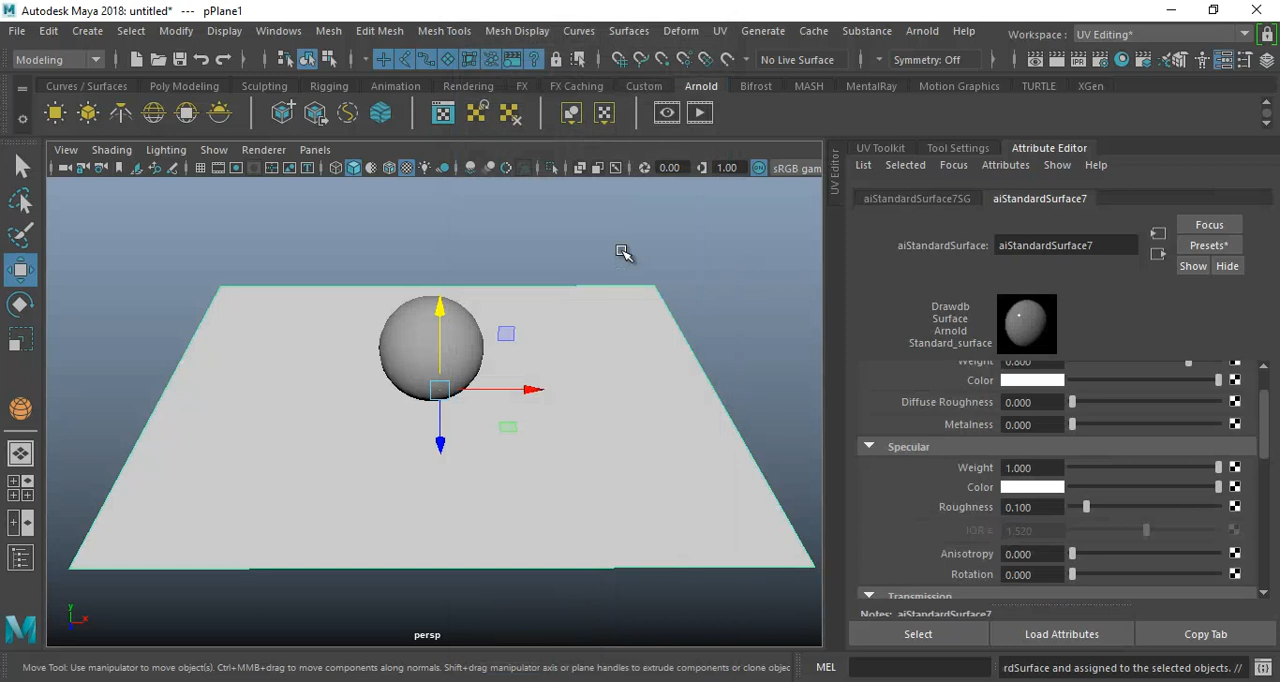 Autodesk Maya 2018: untitled*   ---   pPlane1
File Edit Create Select Modify Display Windows Mesh Edit Mesh Mesh Tools Mesh Display Curves Surfaces Deform UV Generate Cache Substance Arnold Help Workspace : UV Editing*
Modeling No Live Surface Symmetry: Off
Curves / Surfaces Poly Modeling Sculpting Rigging Animation Rendering FX FX Caching Custom Arnold Bifrost MASH MentalRay Motion Graphics TURTLE XGen
IPR
View Shading Lighting Show Renderer Panels
0.00 1.00 sRGB gam
UV Editor
UV Toolkit Tool Settings Attribute Editor
List Selected Focus Attributes Show Help
aiStandardSurface7SG aiStandardSurface7
Focus
aiStandardSurface: aiStandardSurface7 Presets*
Show Hide
Drawdb
Surface
Arnold
Standard_surface
Weight 0.800
Color
Diffuse Roughness 0.000
Metalness 0.000
Specular
Weight 1.000
Color
Roughness 0.100
IOR 1.520
Anisotropy 0.000
Rotation 0.000
Transmission
Notes: aiStandardSurface7
Select Load Attributes Copy Tab
y
x
persp
Move Tool: Use manipulator to move object(s). Ctrl+MMB+drag to move components along normals. Shift+drag manipulator axis or plane handles to extrude components or clone objec
MEL rdSurface and assigned to the selected objects. //